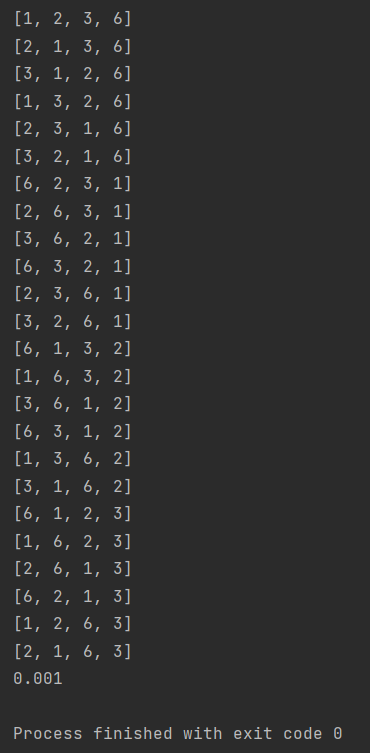 [1, 2, 3, 6]
[2, 1, 3, 6]
[3, 1, 2, 6]
[1, 3, 2, 6]
[2, 3, 1, 6]
[3, 2, 1, 6]
[6, 2, 3, 1]
[2, 6, 3, 1]
[3, 6, 2, 1]
[6, 3, 2, 1]
[2, 3, 6, 1]
[3, 2, 6, 1]
[6, 1, 3, 2]
[1, 6, 3, 2]
[3, 6, 1, 2]
[6, 3, 1, 2]
[1, 3, 6, 2]
[3, 1, 6, 2]
[6, 1, 2, 3]
[1, 6, 2, 3]
[2, 6, 1, 3]
[6, 2, 1, 3]
[1, 2, 6, 3]
[2, 1, 6, 3]
0.001
Process finished with exit code 0